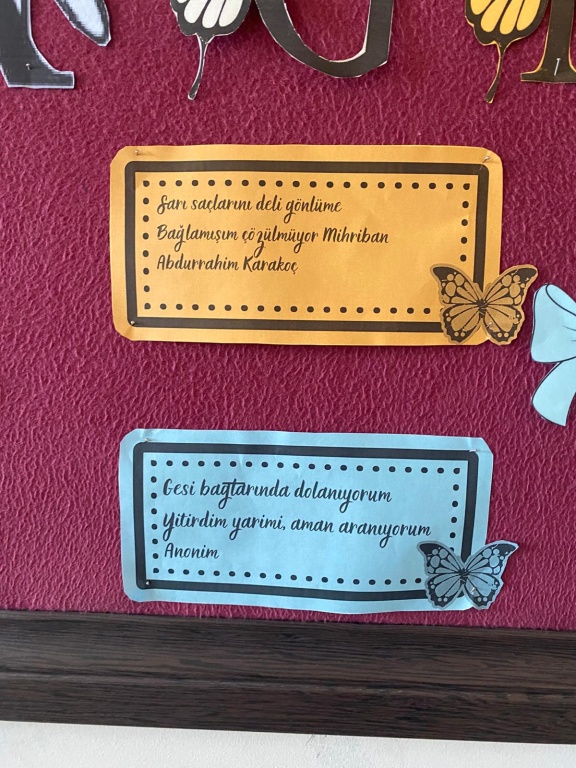 Sarı saçlarını deli gönlüme
Bağlamışım çözülmüyor Mihriban
Abdurrahim Karakoç
Gesi bağlarında dolanıyorum
Yitirdim yarimi, aman aranıyorum
Anonim